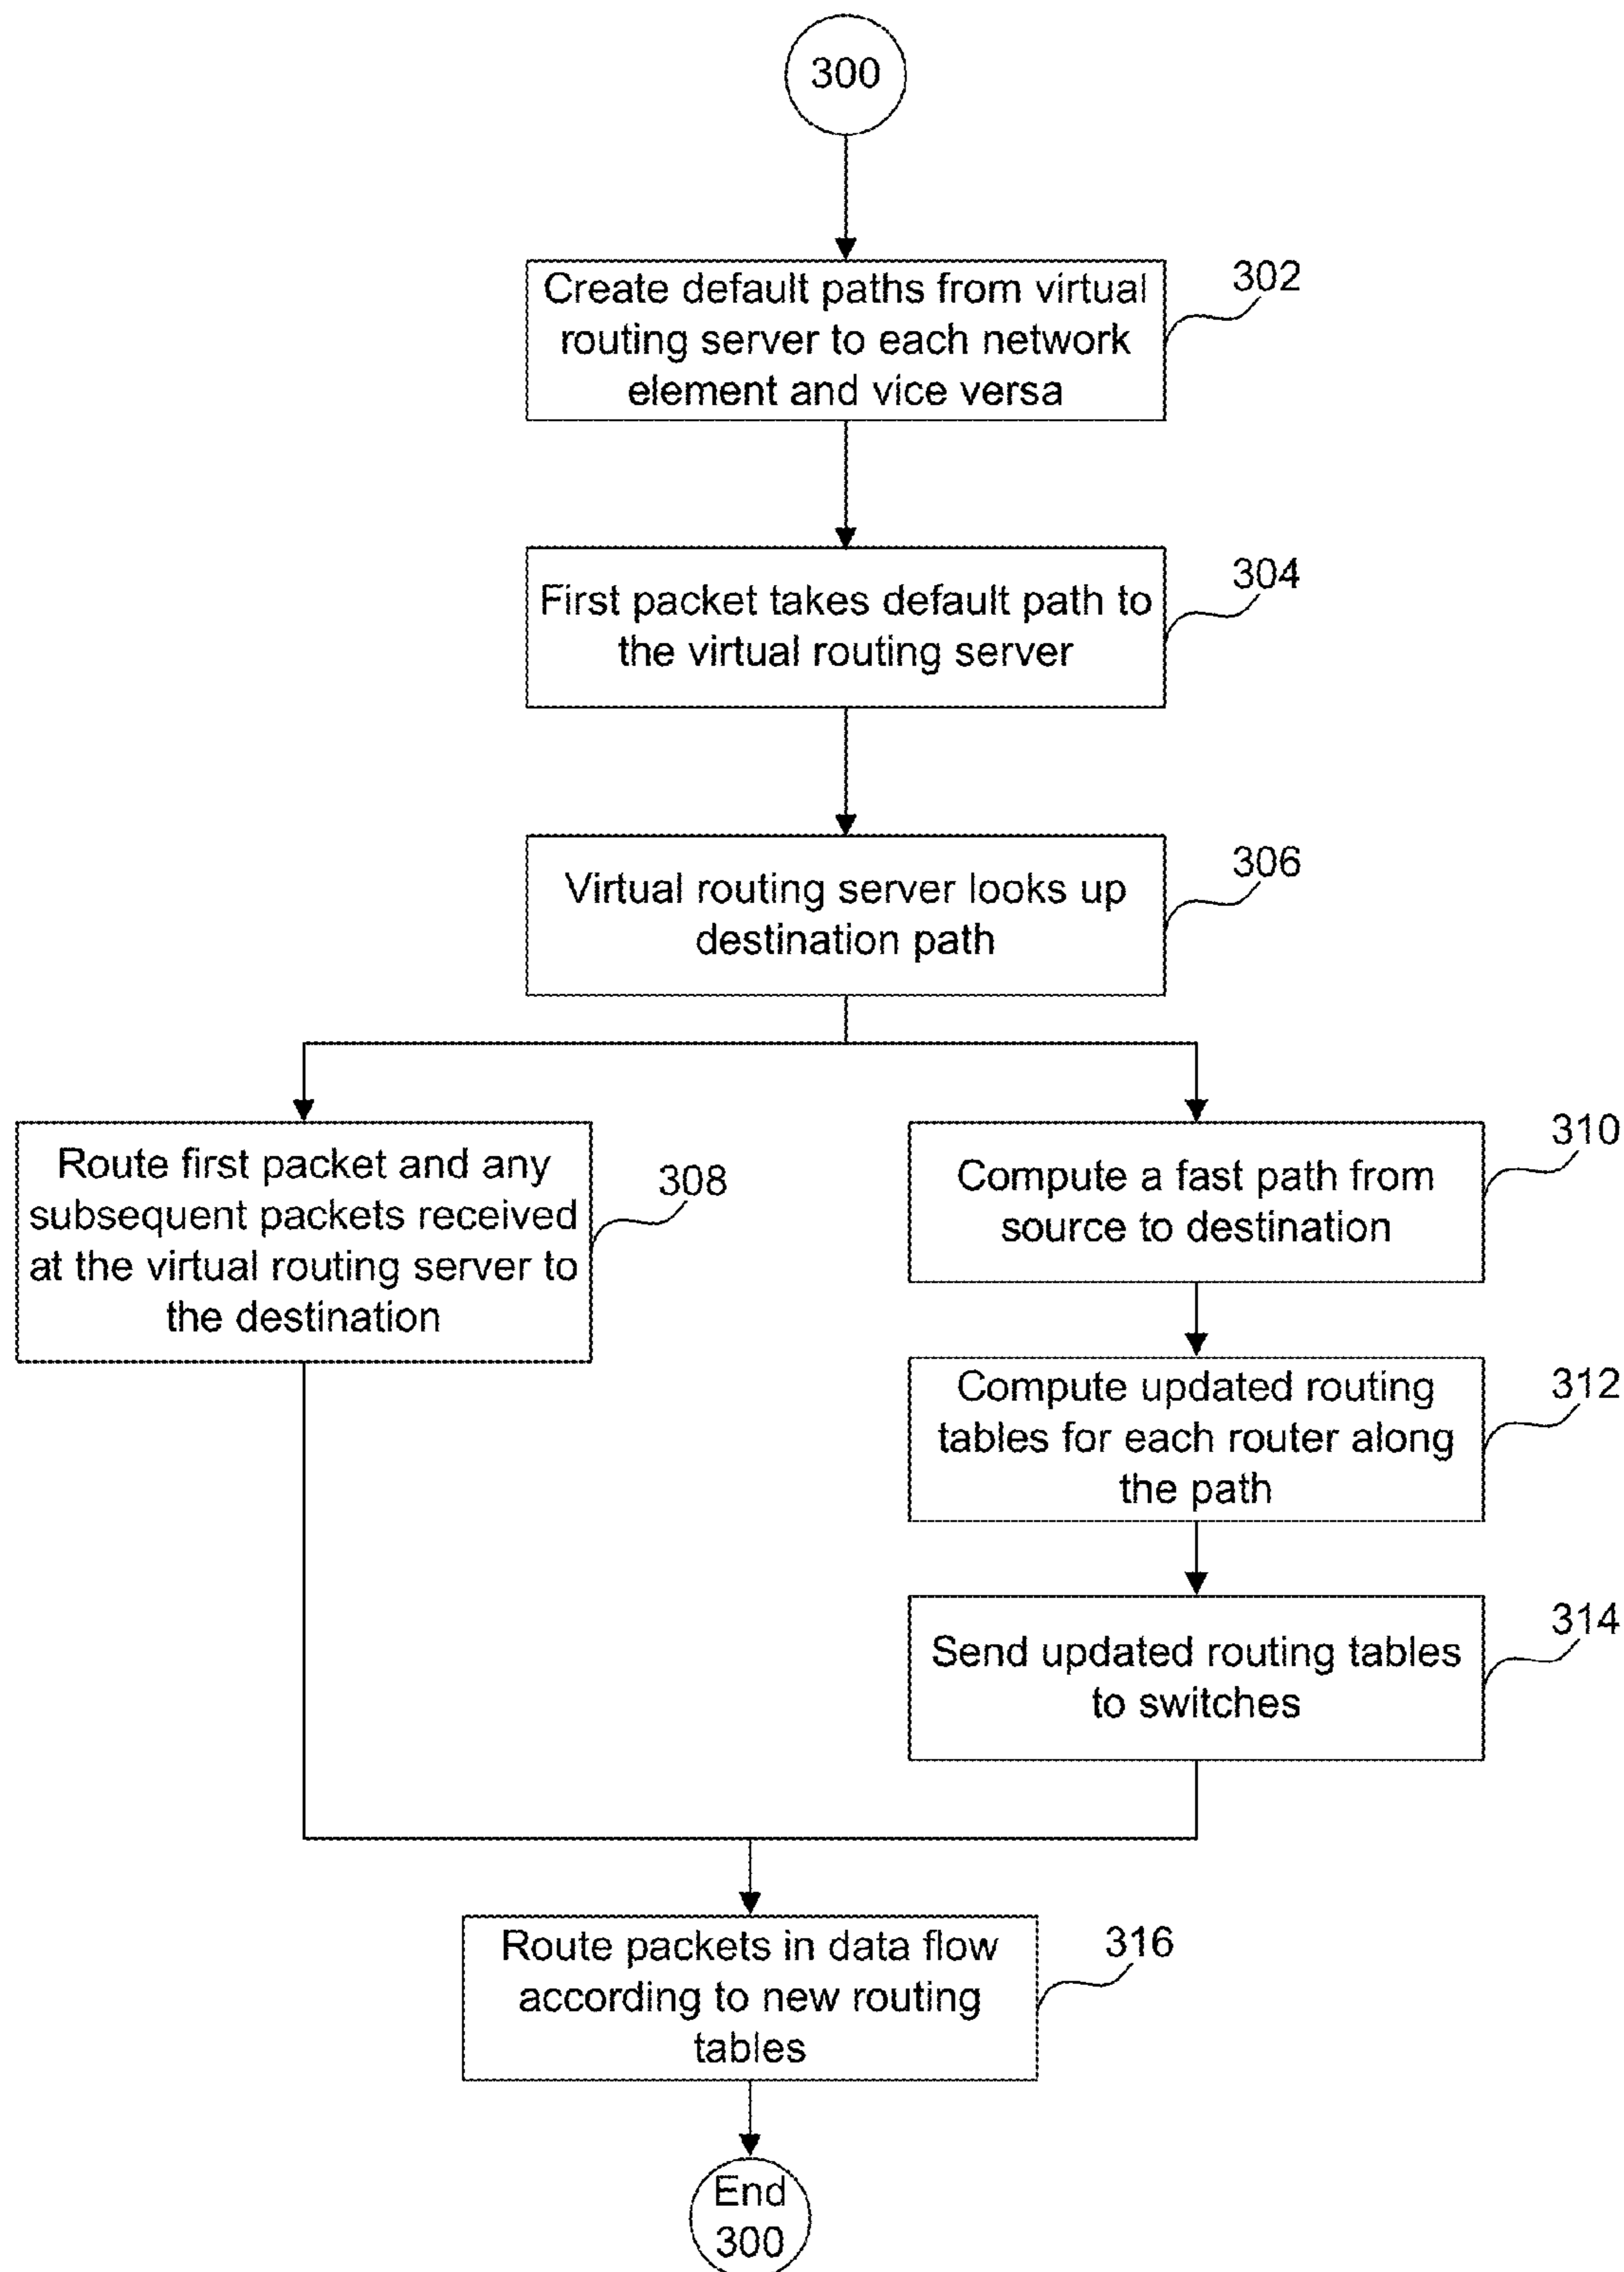 300
Create default paths from virtual
routing server to each network
element and vice versa
302
First packet takes default path to
the virtual routing server
304
Virtual routing server looks up
destination path
306
Route first packet and any
subsequent packets received
at the virtual routing server to
the destination
308
Compute a fast path from
source to destination
310
Compute updated routing
tables for each router along
the path
312
Send updated routing tables
to switches
314
Route packets in data flow
according to new routing
tables
316
End
300